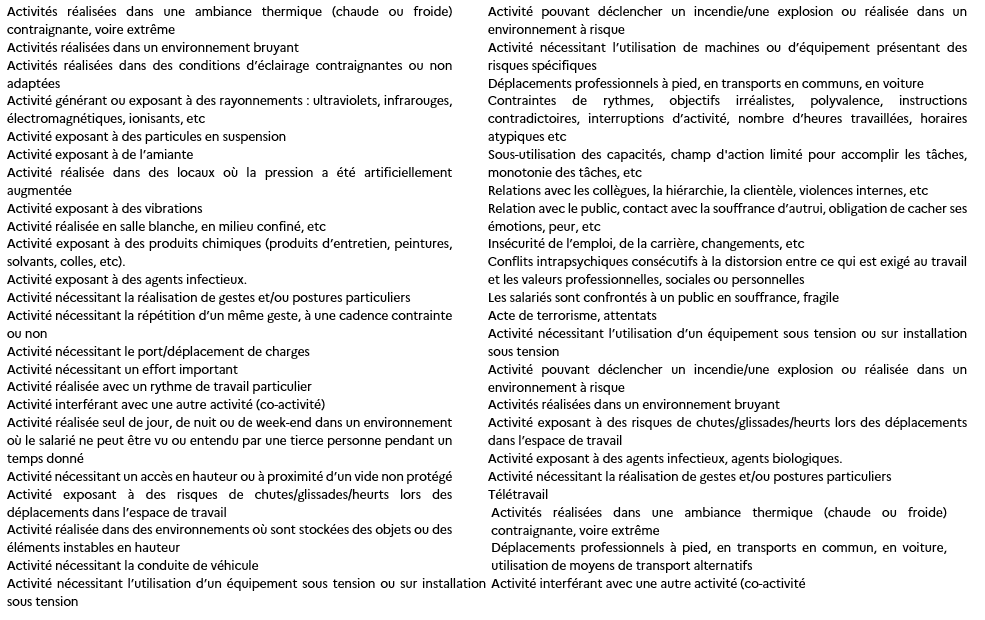 Activités réalisées dans une ambiance thermique (chaude ou froide)
contraignante, voire extrême
Activités réalisées dans un environnement bruyant
Activités réalisées dans des conditions d’éclairage contraignantes ou non
adaptées
Activité générant ou exposant à des rayonnements : ultraviolets, infrarouges,
électromagnétiques, ionisants, etc
Activité exposant à des particules en suspension
Activité exposant à de l’amiante
Activité réalisée dans des locaux où la pression a été artificiellement
augmentée
Activité exposant à des vibrations
Activité réalisée en salle blanche, en milieu confiné, etc
Activité exposant à des produits chimiques (produits d’entretien, peintures,
solvants, colles, etc).
Activité exposant à des agents infectieux.
Activité nécessitant la réalisation de gestes et/ou postures particuliers
Activité nécessitant la répétition d’un même geste, à une cadence contrainte
ou non
Activité nécessitant le port/déplacement de charges
Activité nécessitant un effort important
Activité réalisée avec un rythme de travail particulier
Activité interférant avec une autre activité (co-activité)
Activité réalisée seul de jour, de nuit ou de week-end dans un environnement
où le salarié ne peut être vu ou entendu par une tierce personne pendant un
temps donné
Activité nécessitant un accès en hauteur ou à proximité d’un vide non protégé
Activité exposant à des risques de chutes/glissades/heurts lors des
déplacements dans l’espace de travail
Activité réalisée dans des environnements où sont stockées des objets ou des
éléments instables en hauteur
Activité nécessitant la conduite de véhicule
Activité nécessitant l’utilisation d’un équipement sous tension ou sur installation
sous tension
Activité pouvant déclencher un incendie/une explosion ou réalisée dans un
environnement à risque
Activité nécessitant l’utilisation de machines ou d’équipement présentant des
risques spécifiques
Déplacements professionnels à pied, en transports en communs, en voiture
Contraintes de rythmes, objectifs irréalistes, polyvalence, instructions
contradictoires, interruptions d’activité, nombre d’heures travaillées, horaires
atypiques etc
Sous-utilisation des capacités, champ d'action limité pour accomplir les tâches,
monotonie des tâches, etc
Relations avec les collègues, la hiérarchie, la clientèle, violences internes, etc
Relation avec le public, contact avec la souffrance d’autrui, obligation de cacher ses
émotions, peur, etc
Insécurité de l’emploi, de la carrière, changements, etc
Conflits intrapsychiques consécutifs à la distorsion entre ce qui est exigé au travail
et les valeurs professionnelles, sociales ou personnelles
Les salariés sont confrontés à un public en souffrance, fragile
Acte de terrorisme, attentats
Activité nécessitant l’utilisation d’un équipement sous tension ou sur installation
sous tension
Activité pouvant déclencher un incendie/une explosion ou réalisée dans un
environnement à risque
Activités réalisées dans un environnement bruyant
Activité exposant à des risques de chutes/glissades/heurts lors des déplacements
dans l’espace de travail
Activité exposant à des agents infectieux, agents biologiques.
Activité nécessitant la réalisation de gestes et/ou postures particuliers
Télétravail
Activités réalisées dans une ambiance thermique (chaude ou froide)
contraignante, voire extrême
Déplacements professionnels à pied, en transports en commun, en voiture,
utilisation de moyens de transport alternatifs
Activité interférant avec une autre activité (co-activité